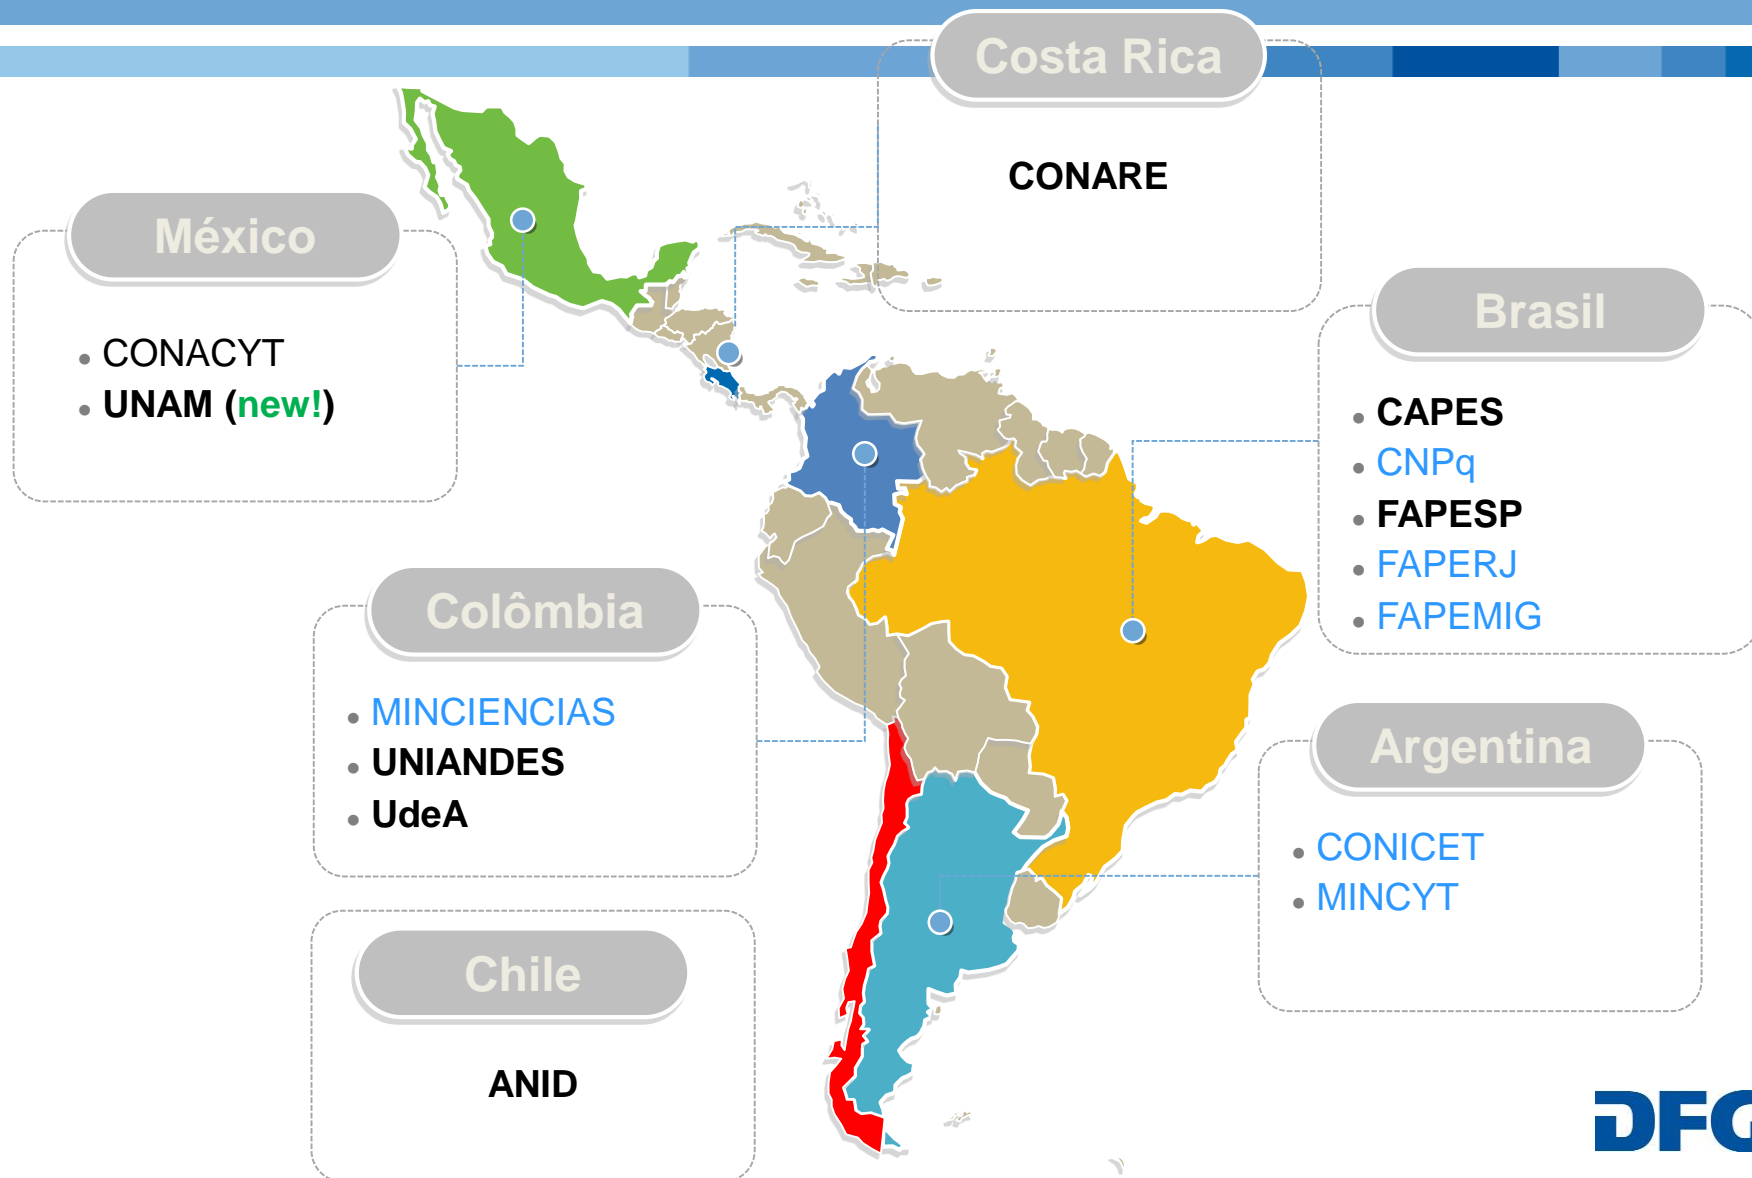 Costa Rica
CONARE
México
CONACYT
UNAM (new!)
Brasil
CAPES
CNPq
FAPESP
FAPERJ
FAPEMIG
Colômbia
MINCIENCIAS
UNIANDES
UdeA
Argentina
CONICET
MINCYT
Chile
ANID
DFG